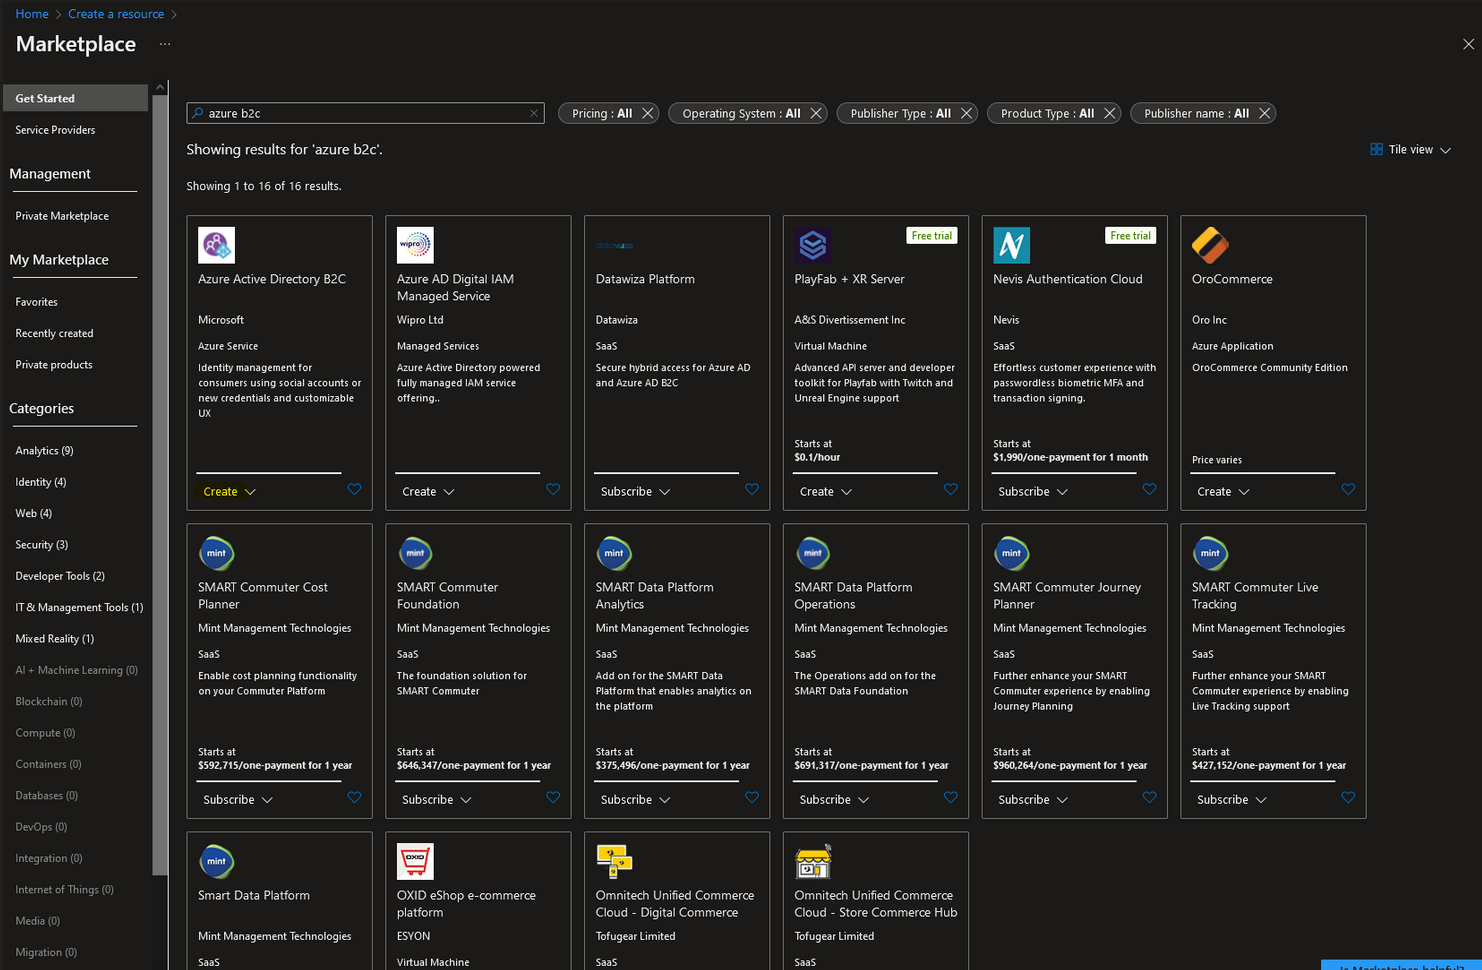 Home > Create a resource >
Marketplace ...
Get Started
Service Providers
Management
Private Marketplace
My Marketplace
Favorites
Recently created
Private products
Categories
Analytics (9)
Identity (4)
Web (4)
Security (3)
Developer Tools (2)
IT & Management Tools (1)
Mixed Reality (1)
AI + Machine Learning (0)
Blockchain (0)
Compute (0)
Containers (0)
Databases (0)
DevOps (0)
Integration (0)
Internet of Things (0)
Media (0)
Migration (0)
azure b2c
Pricing : All
Operating System : All
Publisher Type : All
Product Type : All
Publisher name : All
Showing results for 'azure b2c'.
Tile view
Showing 1 to 16 of 16 results.
Azure Active Directory B2C
Microsoft
Azure Service
Identity management for
consumers using social accounts or
new credentials and customizable
UX
Create
wipro
Azure AD Digital IAM
Managed Service
Wipro Ltd
Managed Services
Azure Active Directory powered
fully managed IAM service
offering..
Create
Datawiza Platform
Datawiza
SaaS
Secure hybrid access for Azure AD
and Azure AD B2C
Subscribe
Free trial
PlayFab + XR Server
A&S Divertissement Inc
Virtual Machine
Advanced API server and developer
toolkit for Playfab with Twitch and
Unreal Engine support
Starts at
$0.1/hour
Create
Free trial
Nevis Authentication Cloud
Nevis
SaaS
Effortless customer experience with
passwordless biometric MFA and
transaction signing.
Starts at
$1,990/one-payment for 1 month
Subscribe
OroCommerce
Oro Inc
Azure Application
OroCommerce Community Edition
Price varies
Create
mint
SMART Commuter Cost
Planner
Mint Management Technologies
SaaS
Enable cost planning functionality
on your Commuter Platform
Starts at
$592,715/one-payment for 1 year
Subscribe
mint
SMART Commuter
Foundation
Mint Management Technologies
SaaS
The foundation solution for
SMART Commuter
Starts at
$646,347/one-payment for 1 year
Subscribe
mint
SMART Data Platform
Analytics
Mint Management Technologies
SaaS
Add on for the SMART Data
Platform that enables analytics on
the platform
Starts at
$375,496/one-payment for 1 year
Subscribe
mint
SMART Data Platform
Operations
Mint Management Technologies
SaaS
The Operations add on for the
SMART Data Foundation
Starts at
$691,317/one-payment for 1 year
Subscribe
mint
SMART Commuter Journey
Planner
Mint Management Technologies
SaaS
Further enhance your SMART
Commuter experience by enabling
Journey Planning
Starts at
$960,264/one-payment for 1 year
Subscribe
mint
SMART Commuter Live
Tracking
Mint Management Technologies
SaaS
Further enhance your SMART
Commuter experience by enabling
Live Tracking support
Starts at
$427,152/one-payment for 1 year
Subscribe
mint
Smart Data Platform
Mint Management Technologies
SaaS
OXID
OXID eShop e-commerce
platform
ESYON
Virtual Machine
Omnitech Unified Commerce
Cloud - Digital Commerce
Tofugear Limited
SaaS
Omnitech Unified Commerce
Cloud - Store Commerce Hub
Tofugear Limited
SaaS
Is Marketplace helpful?